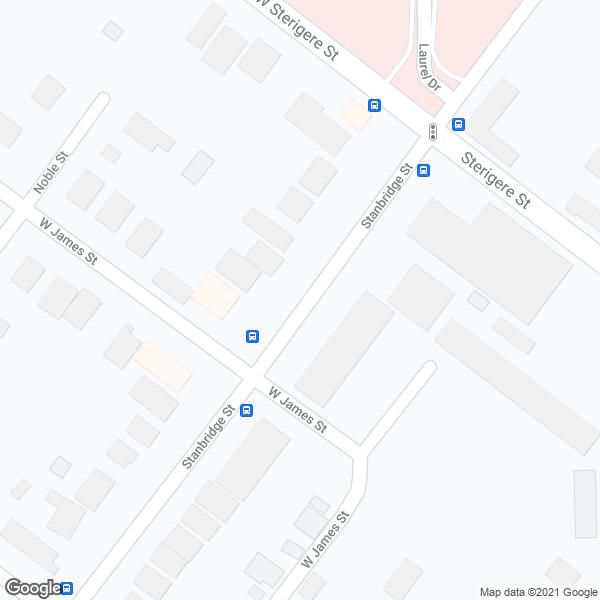 W Sterigere St
Laurel Dr
Noble St
Stanbridge St
Sterigere St
W James St
W James St
Stanbridge St
W James St
Google
Map data ©2021 Google